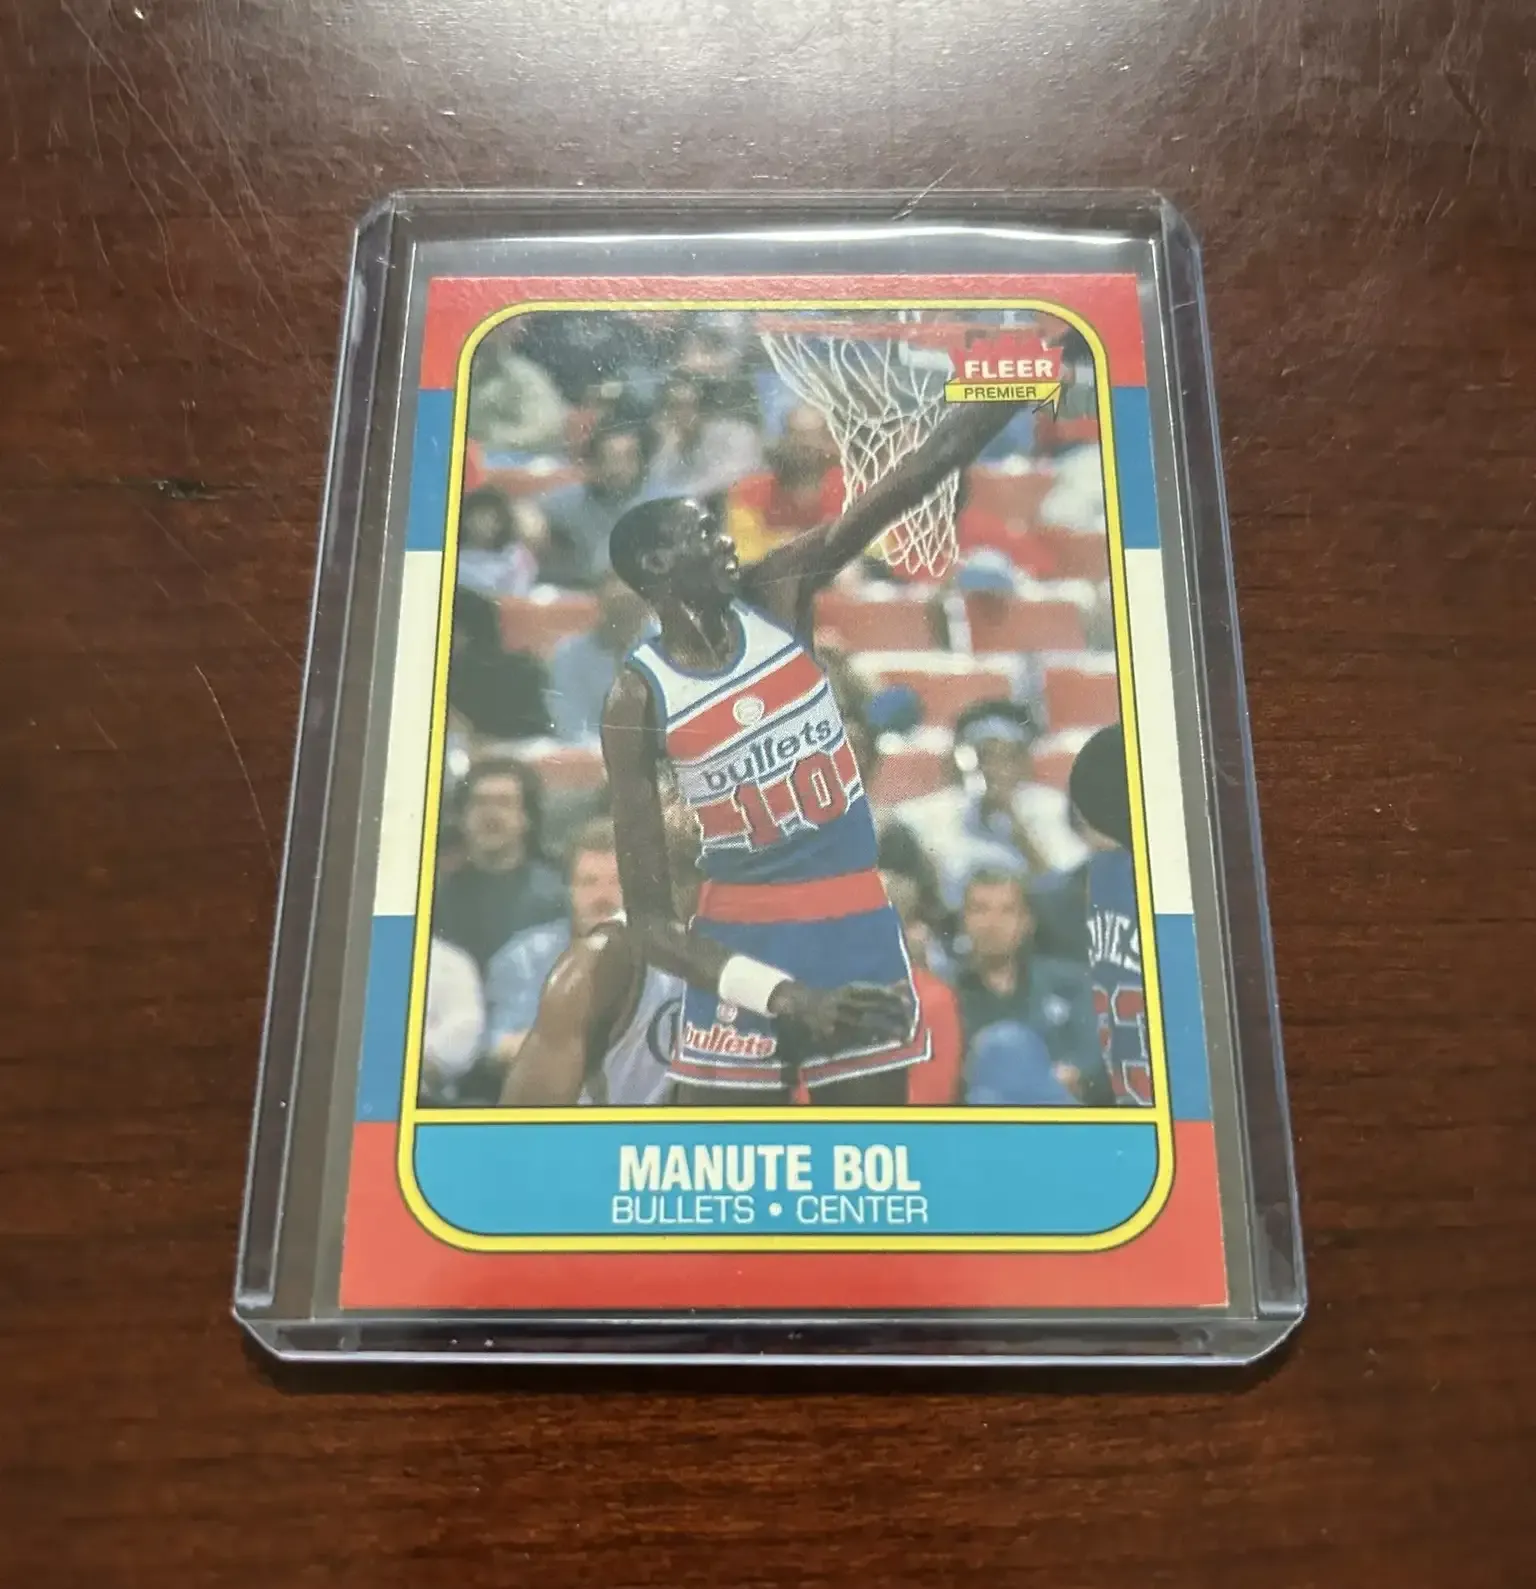 FLEER
PREMIER
bullets
10
bullets
MANUTE BOL
BULLETS • CENTER